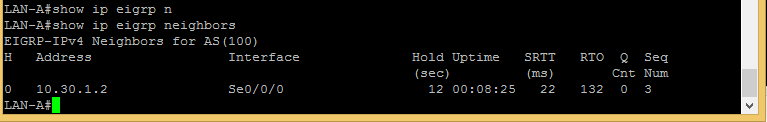 LAN-A#show ip eigrp n
LAN-A#show ip eigrp neighbors
EIGRP-IPv4 Neighbors for AS(100)
H Address Interface Hold Uptime SRTT RTO Q Seq
(sec) (ms) Cnt Num
0 10.30.1.2 Se0/0/0 12 00:08:25 22 132 0 3
LAN-A#